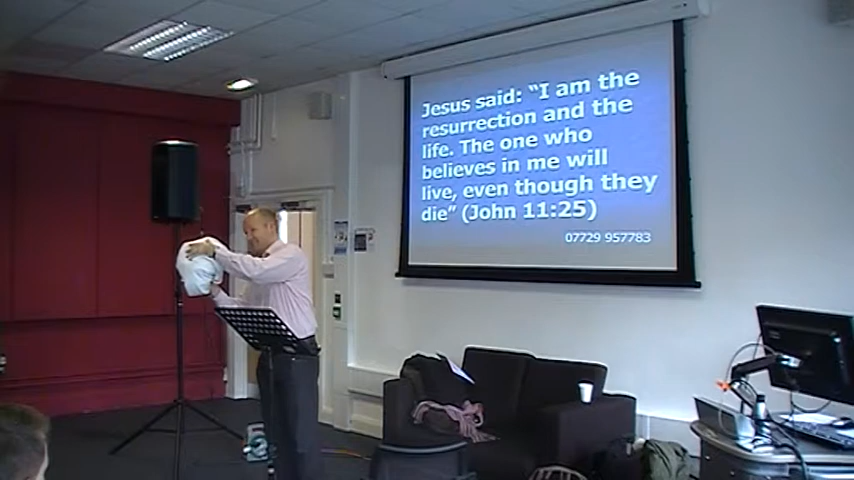 Jesus said: “I am the
resurrection and the
life. The one who
believes in me will
live, even though they
die” (John 11:25)
07729 957783